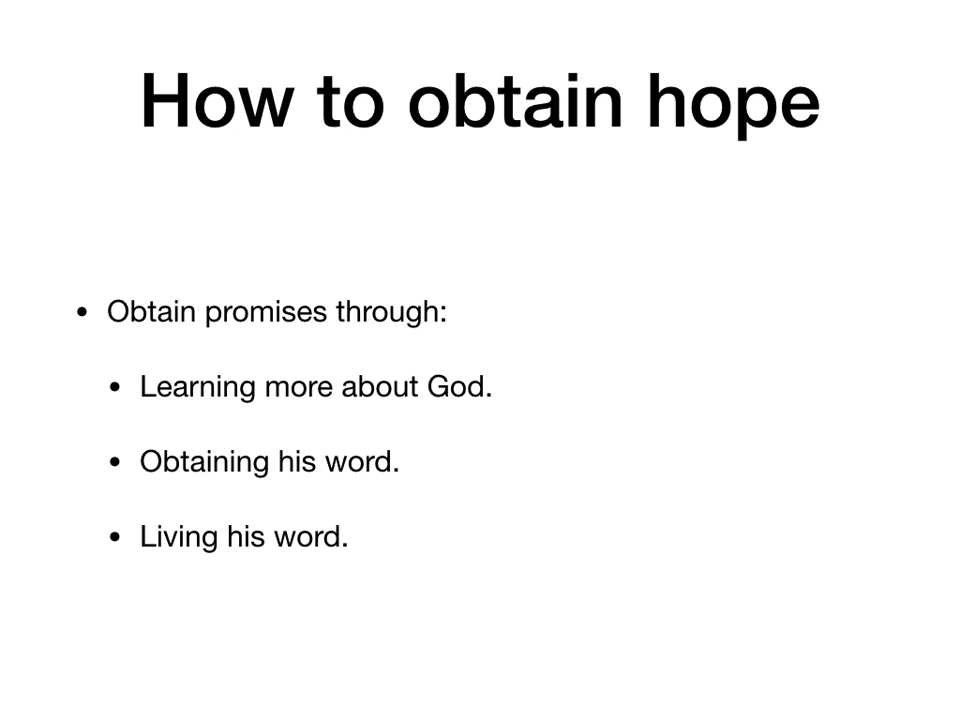 How to obtain hope
• Obtain promises through:
• Learning more about God.
• Obtaining his word.
• Living his word.